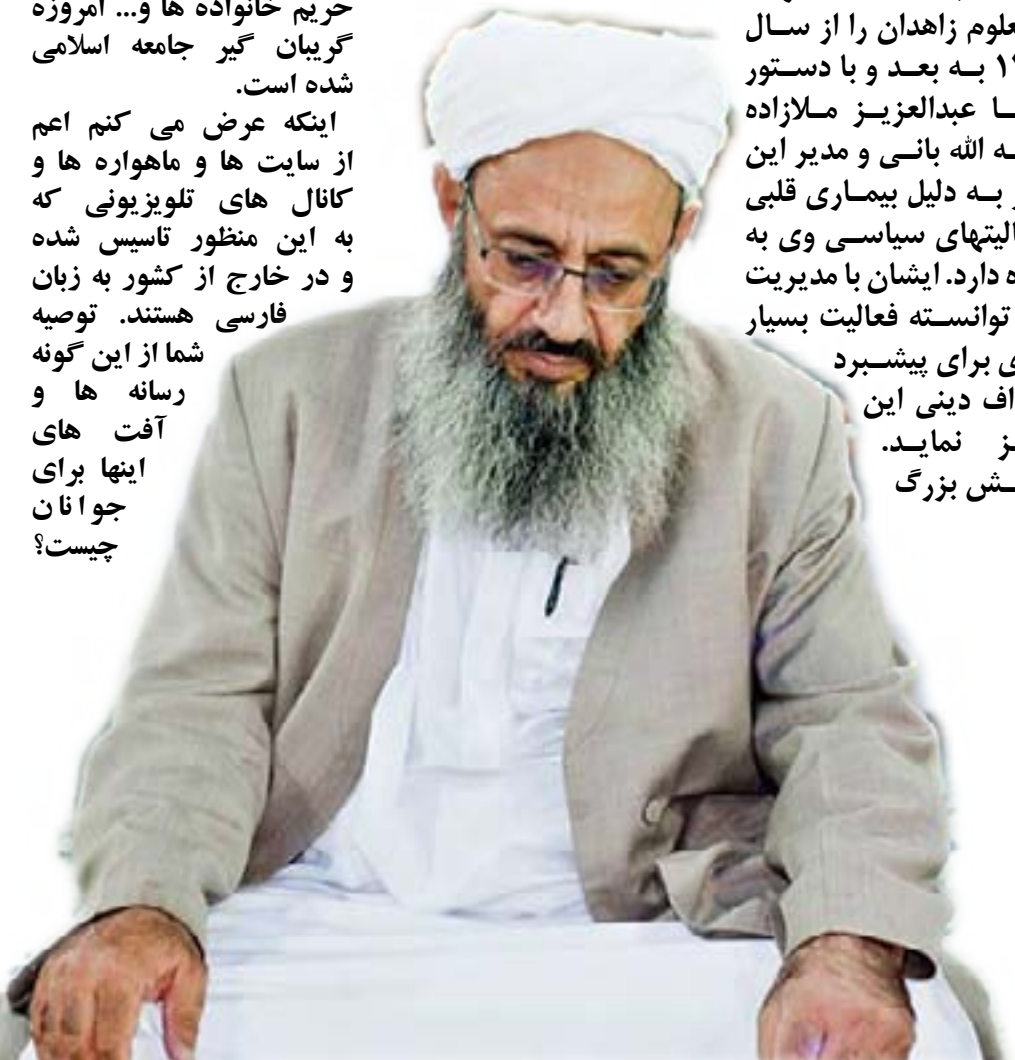 زاهدان را از سال
به بعد و با دستور
عبدالعزیز ملازاده
الله بانی و مدیر این
به دلیل بیماری قلبی
سیاسی وی به
دارد. ایشان با مدیریت
توانسته فعالیت بسیار
برای پیشبرد
دینی این
نماید.
بزرگ
حریم خانواده ها و... امروزه
گریبان گیر جامعه اسلامی
شده است.
اینکه عرض می کنم اعم
از سایت ها و ماهواره ها و
کانال های تلویزیونی که
به این منظور تاسیس شده
و در خارج از کشور به زبان
فارسی هستند. توصیه
شما از این گونه
رسانه ها و
آفت های
اینها برای
جوانان
چیست؟